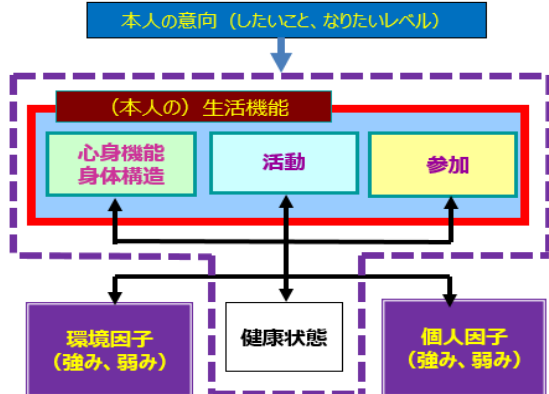 本人の意向（したいこと、なりたいレベル）
（本人の）生活機能
心身機能
身体構造
活動
参加
環境因子
（強み、弱み）
健康状態
個人因子
（強み、弱み）